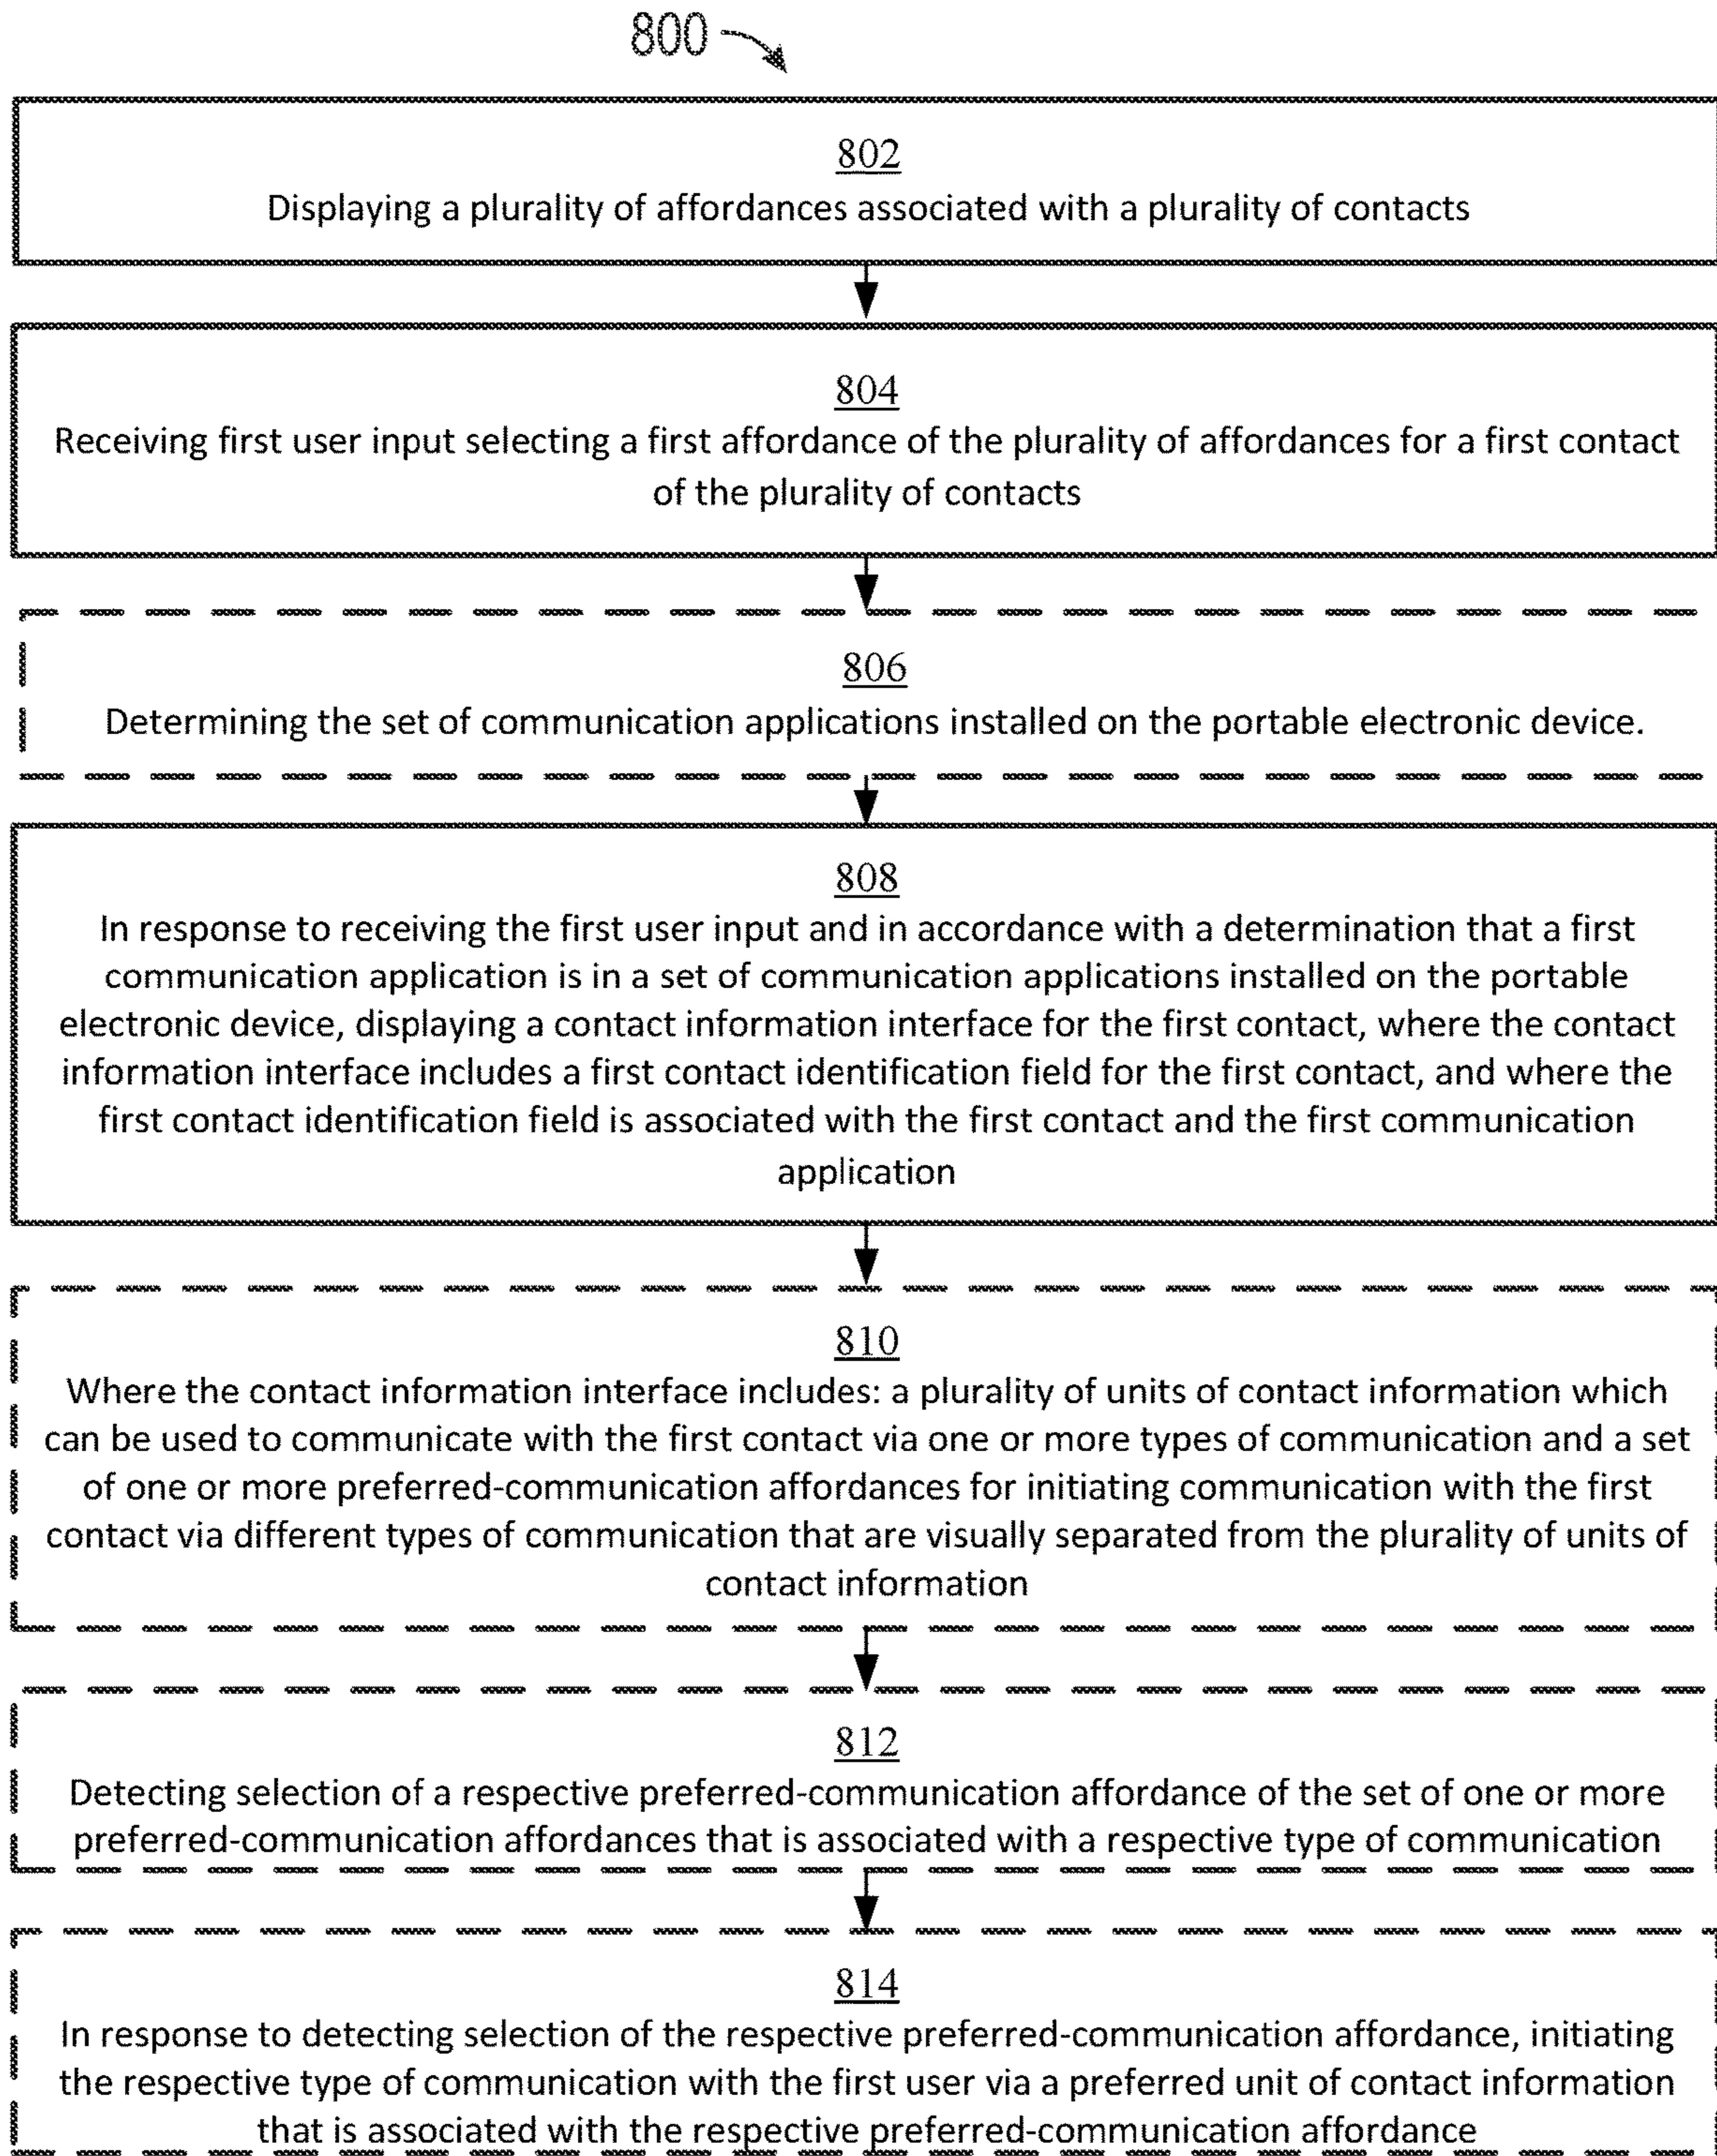 800
802
Displaying a plurality of affordances associated with a plurality of contacts
804
Receiving first user input selecting a first affordance of the plurality of affordances for a first contact
of the plurality of contacts
806
Determining the set of communication applications installed on the portable electronic device.
808
In response to receiving the first user input and in accordance with a determination that a first
communication application is in a set of communication applications installed on the portable
electronic device, displaying a contact information interface for the first contact, where the contact
information interface includes a first contact identification field for the first contact, and where the
first contact identification field is associated with the first contact and the first communication
application
810
Where the contact information interface includes: a plurality of units of contact information which
can be used to communicate with the first contact via one or more types of communication and a set
of one or more preferred-communication affordances for initiating communication with the first
contact via different types of communication that are visually separated from the plurality of units of
contact information
812
Detecting selection of a respective preferred-communication affordance of the set of one or more
preferred-communication affordances that is associated with a respective type of communication
814
In response to detecting selection of the respective preferred-communication affordance, initiating
the respective type of communication with the first user via a preferred unit of contact information
that is associated with the respective preferred-communication affordance